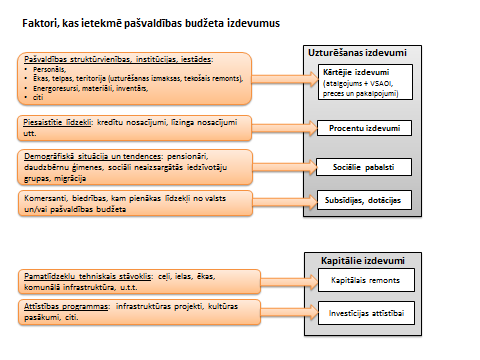 Faktori, kas ietekmē pašvaldības budžeta izdevumus
Pašvaldības struktūrvienības, institūcijas, iestādes:
• Personāls,
• Ēkas, telpas, teritorija (uzturēšanas izmaksas, tekošais remonts),
• Energoresursi, materiāli, inventārs,
• citi
Piesaistītie līdzekļi: kredītu nosacījumi, līzinga nosacījumi
utt.
Demogrāfiskā situācija un tendences: pensionāri,
daudzbērnu ģimenes, sociāli neaizsargātās iedzīvotāju
grupas, migrācija
Komersanti, biedrības, kam pienākas līdzekļi no valsts
un/vai pašvaldības budžeta
Uzturēšanas izdevumi
Kārtējie izdevumi
(atalgojums + VSAOI,
preces un pakalpojumi)
Procentu izdevumi
Sociālie pabalsti
Subsīdijas, dotācijas
Pamatlīdzekļu tehniskais stāvoklis: ceļi, ielas, ēkas,
komunālā infrastruktūra, u.t.t.
Attīstības programmas: infrastruktūras projekti, kultūras
pasākumi, citi.
Kapitālie izdevumi
Kapitālais remonts
Investīcijas attīstībai